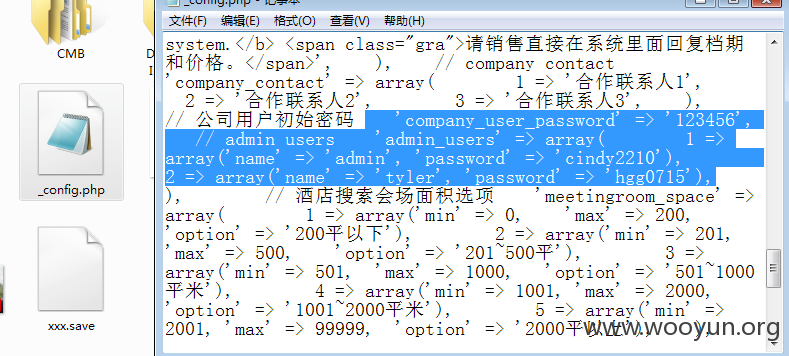 CMB
D
I
_config.php
xxx.save
_config.php - 记事本
文件(F) 编辑(E) 格式(O) 查看(V) 帮助(H)
system.</b> <span class="gra">请销售直接在系统里面回复档期
和价格。</span>', ), // company contact
'company_contact' => array( 1 => '合作联系人1',
2 => '合作联系人2', 3 => '合作联系人3', ),
// 公司用户初始密码 'company_user_password' => '123456',
// admin users 'admin_users' => array( 1 =>
array('name' => 'admin', 'password' => 'cindy2210'),
2 => array('name' => 'tyler', 'password' => 'hgg0715'),
), // 酒店搜索会场面积选项 'meetingroom_space' =>
array( 1 => array('min' => 0, 'max' => 200,
'option' => '200平以下'), 2 => array('min' => 201,
'max' => 500, 'option' => '201~500平'), 3 =>
array('min' => 501, 'max' => 1000, 'option' => '501~1000
平米'), 4 => array('min' => 1001, 'max' => 2000,
'option' => '1001~2000平米'), 5 => array('min' =>
2001, 'max' => 99999, 'option' => '2000平
www.wooyun.org